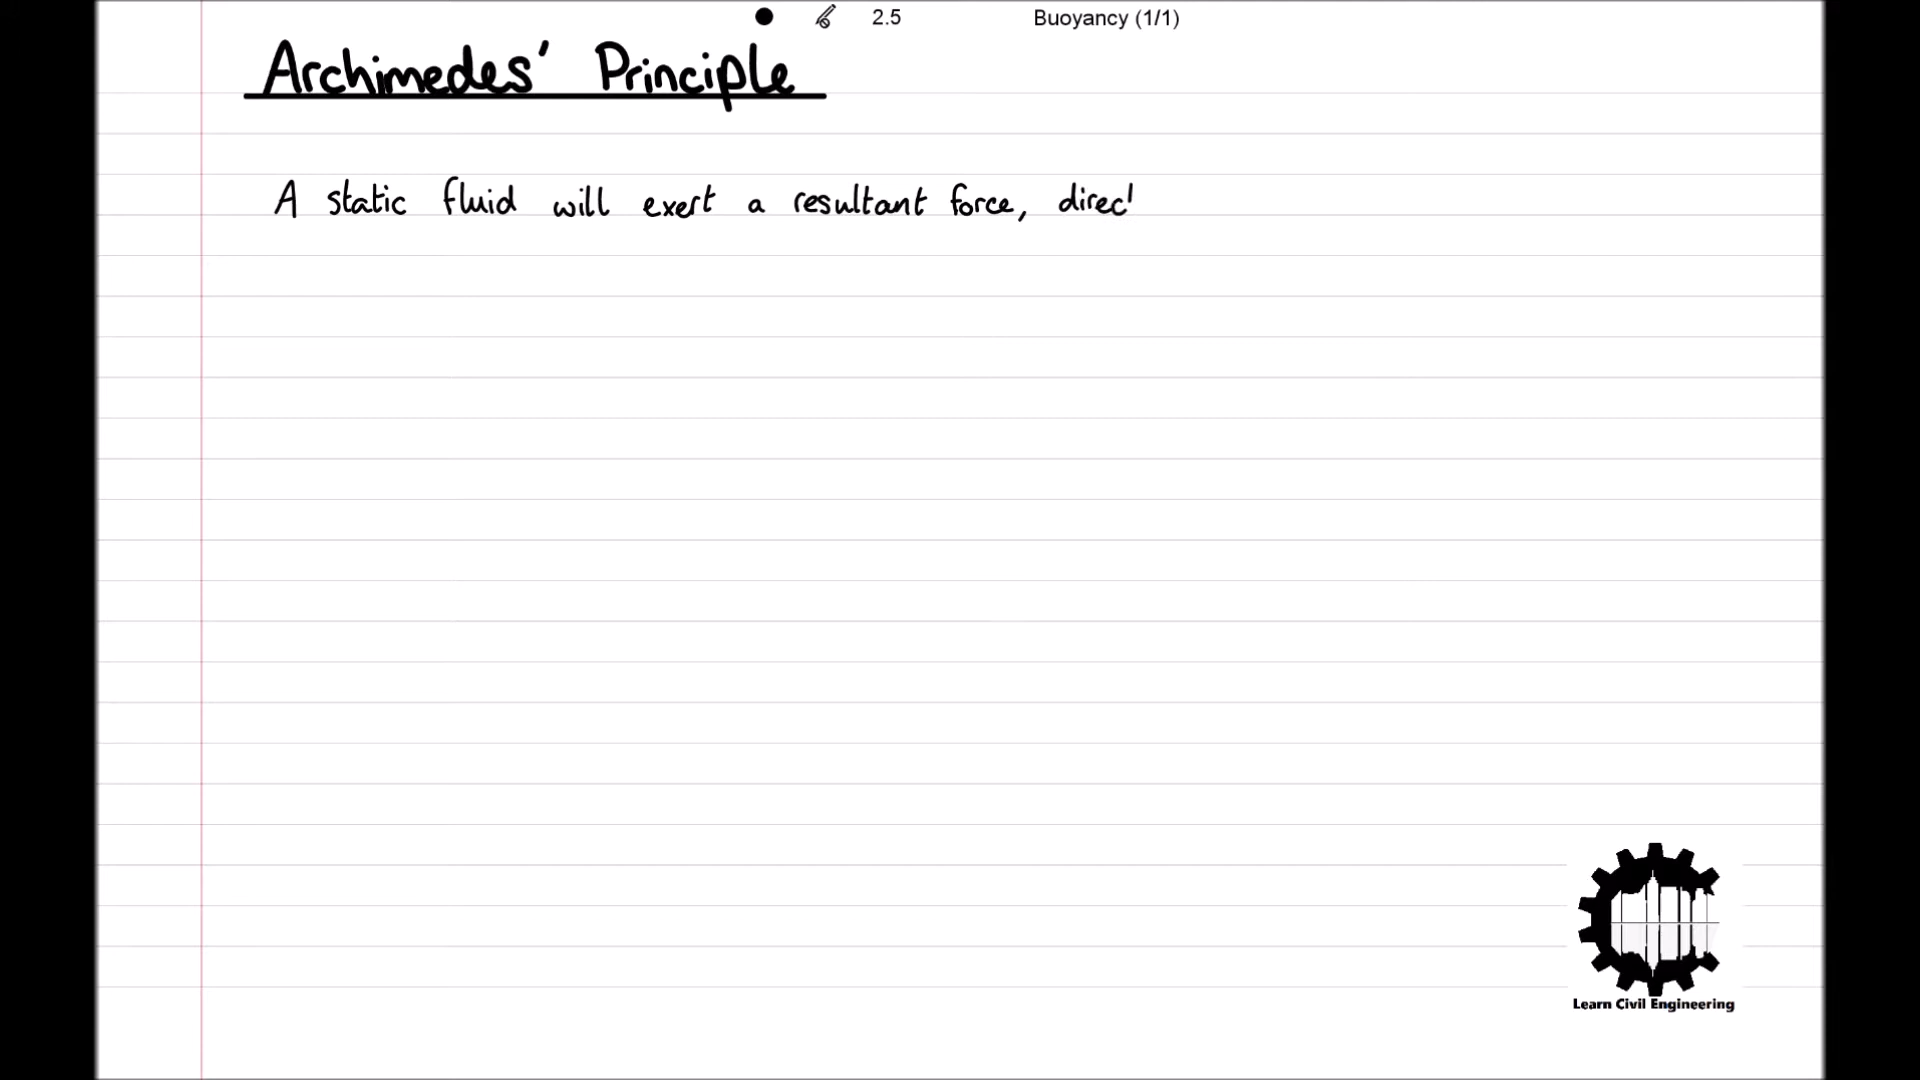 2.5 Buoyancy (1/1)
Archimedes' Principle
A static fluid will exert a resultant force,
Learn Civil Engineering